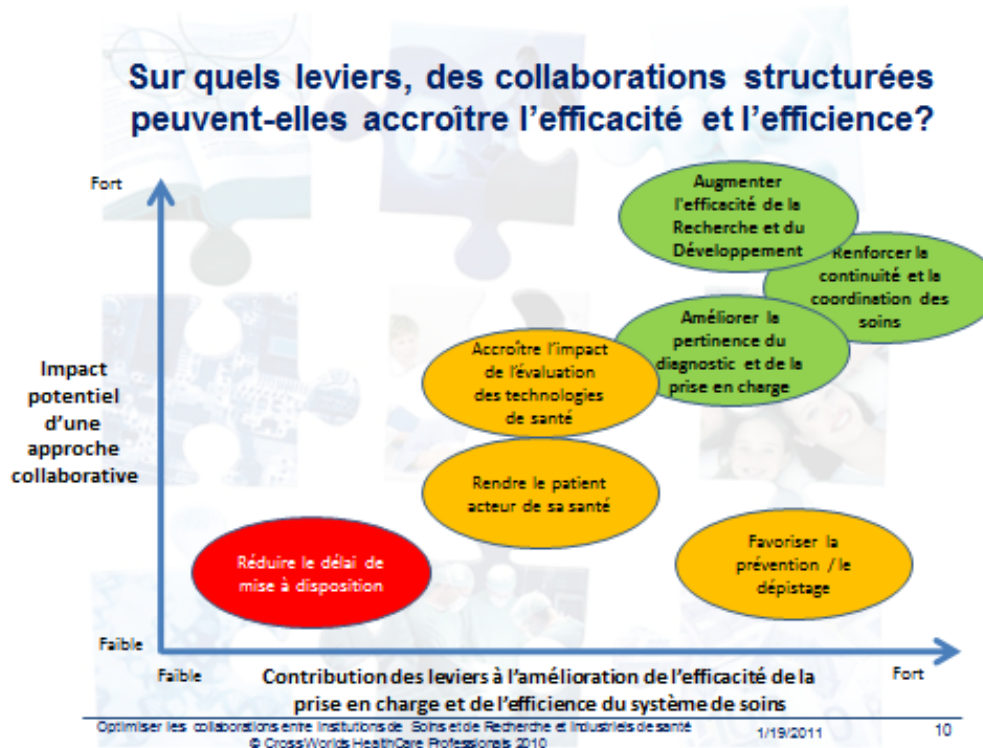 Sur quels leviers, des collaborations structurées
peuvent-elles accroître l'efficacité et l'efficience?
Fort
Augmenter
l'efficacité de la
Recherche et du
Développement
Renforcer la
continuité et la
coordination des
soins
Améliorer la
pertinence du
diagnostic et de la
prise en charge
Accroître l'impact
de l'évaluation
des technologies
de santé
Impact
potentiel
d'une
approche
collaborative
Rendre le patient
acteur de sa santé
Réduire le délai de
mise à disposition
Favoriser la
prévention / le
dépistage
Faible
Faible
Contribution des leviers à l'amélioration de l'efficacité de la
prise en charge et de l'efficience du système de soins
Fort
Optimiser les collaborations entre Institutions de Soins et de Recherche et Industriels de santé
© CrossWorlds HealthCare Professionals 2010
1/19/2011
10